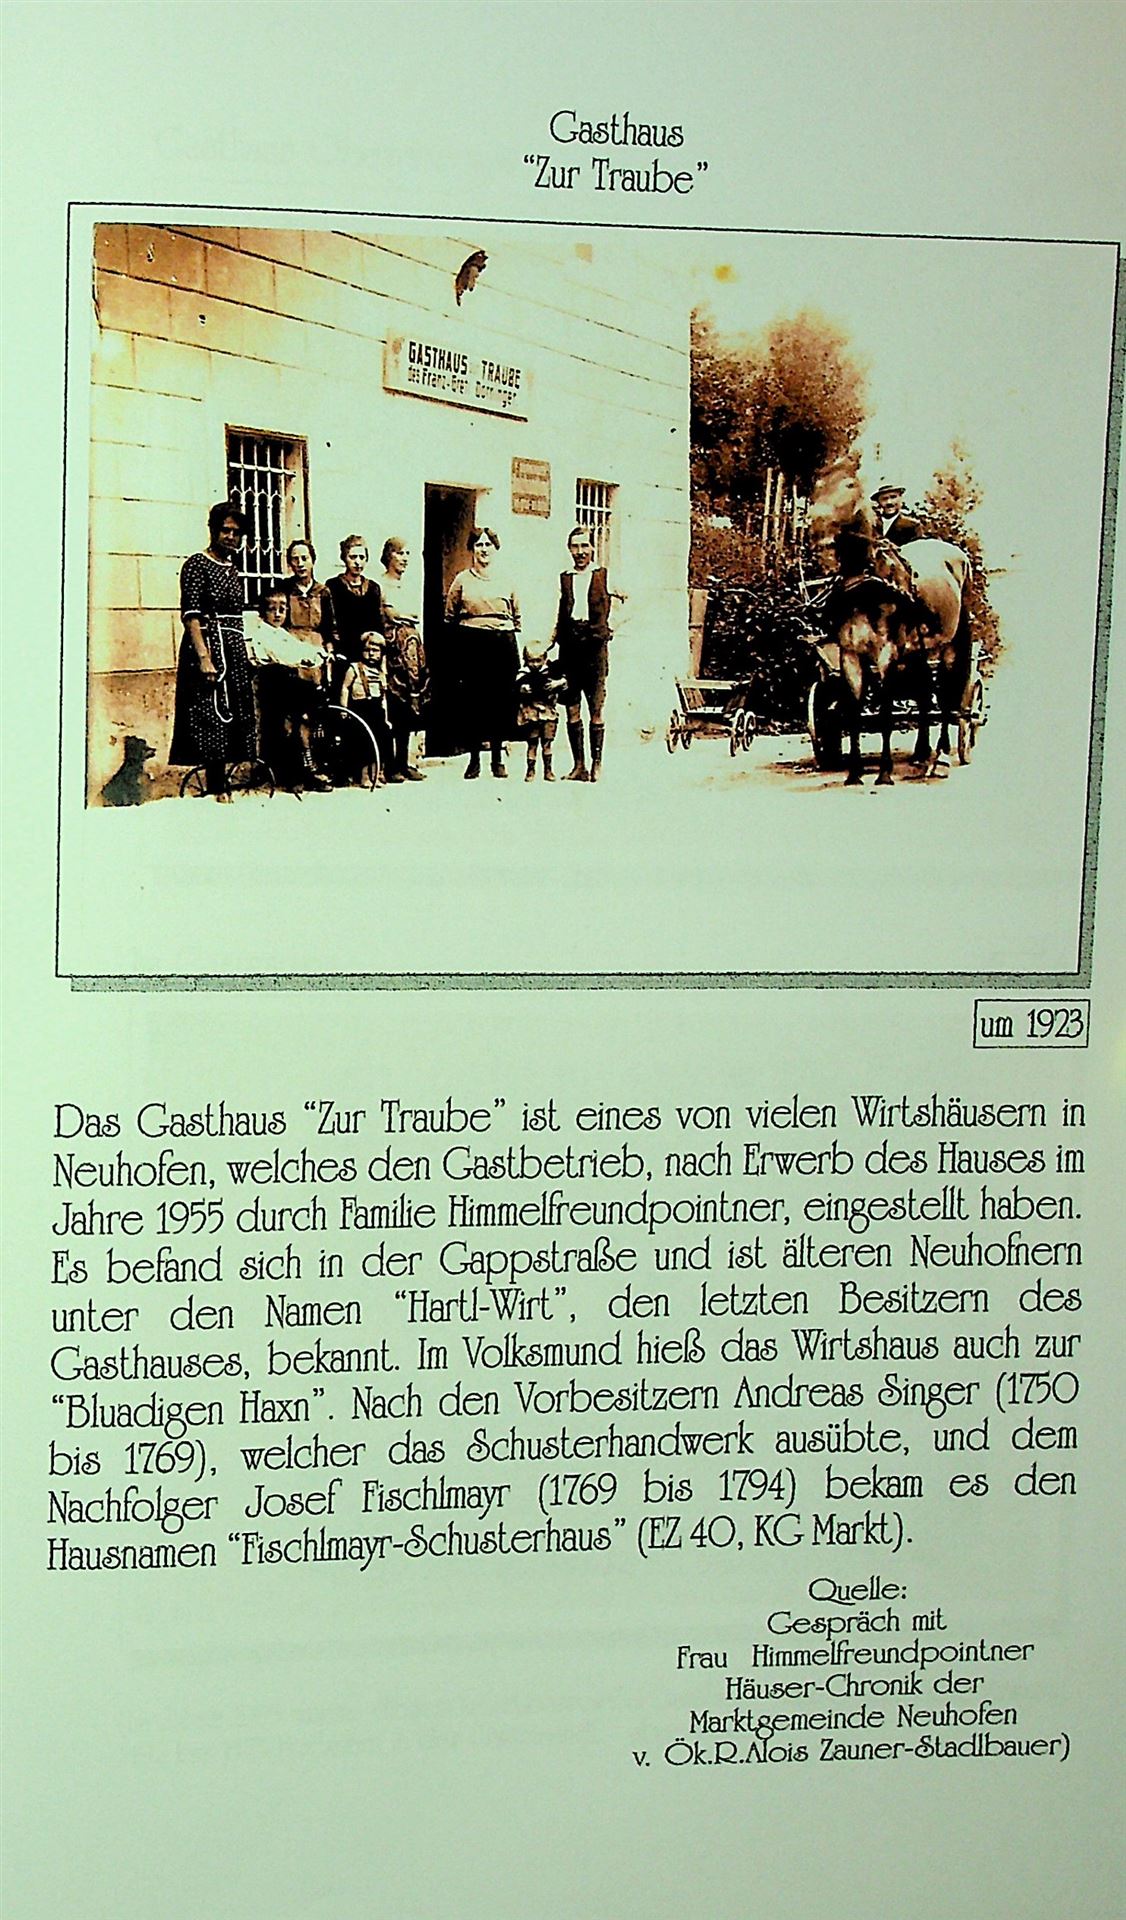 Gasthaus
“Zur Traube”
GASTHAUS TRAUBE
des Franz
um 1923
Das Gasthaus “Zur Traube” ist eines von vielen Wirtshäusern in
Neuhofen, welches den Gastbetrieb, nach Erwerb des Hauses im
Jahre 1955 durch Familie Himmelfreundpointner, eingestellt haben.
Es befand sich in der Gappstraße und ist älteren Neuhofnern
unter den Namen “Hartl-Wirt”, den letzten Besitzern des
Gasthauses, bekannt. Im Volksmund hieß das Wirtshaus auch zur
“Bluadigen Haxn”. Nach den Vorbesitzern Andreas Singer (1750
bis 1769), welcher das Schusterhandwerk ausübte, und dem
Nachfolger Josef Fischlmayr (1769 bis 1794) bekam es den
Hausnamen “Fischlmayr-Schusterhaus” (EZ 40, KG Markt).
Quelle:
Gespräch mit
Frau Himmelfreundpointner
Häuser-Chronik der
Marktgemeinde Neuhofen
v. Ök.R.Alois Zauner-Stadlbauer)